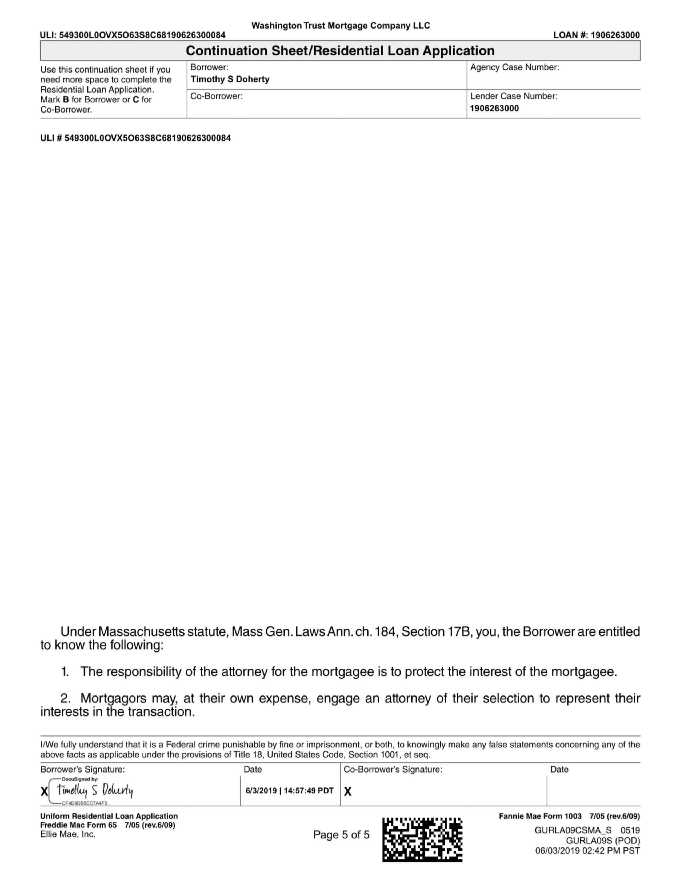 Washington Trust Mortgage Company LLC
ULI: 549300L0OVX5O63S8C68190626300084 LOAN #: 1906263000
Continuation Sheet/Residential Loan Application
Use this continuation sheet if you
need more space to complete the
Residential Loan Application.
Mark B for Borrower or C for
Co-Borrower.
Borrower:
Timothy S Doherty
Agency Case Number:
Co-Borrower:
Lender Case Number:
1906263000
ULI # 549300L0OVX5O63S8C68190626300084
Under Massachusetts statute, Mass Gen. Laws Ann. ch. 184, Section 17B, you, the Borrower are entitled
to know the following:
1. The responsibility of the attorney for the mortgagee is to protect the interest of the mortgagee.
2. Mortgagors may, at their own expense, engage an attorney of their selection to represent their
interests in the transaction.
I/We fully understand that it is a Federal crime punishable by fine or imprisonment, or both, to knowingly make any false statements concerning any of the
above facts as applicable under the provisions of Title 18, United States Code, Section 1001, et seq.
Borrower's Signature: Date Co-Borrower's Signature: Date
DocuSigned by:
X Timothy S Doherty 6/3/2019 | 14:57:49 PDT X
Uniform Residential Loan Application
Freddie Mac Form 65 7/05 (rev.6/09)
Ellie Mae, Inc.
Page 5 of 5
Fannie Mae Form 1003 7/05 (rev.6/09)
GURLA09CSMA_S 0519
GURLA09S (POD)
06/03/2019 02:42 PM PST